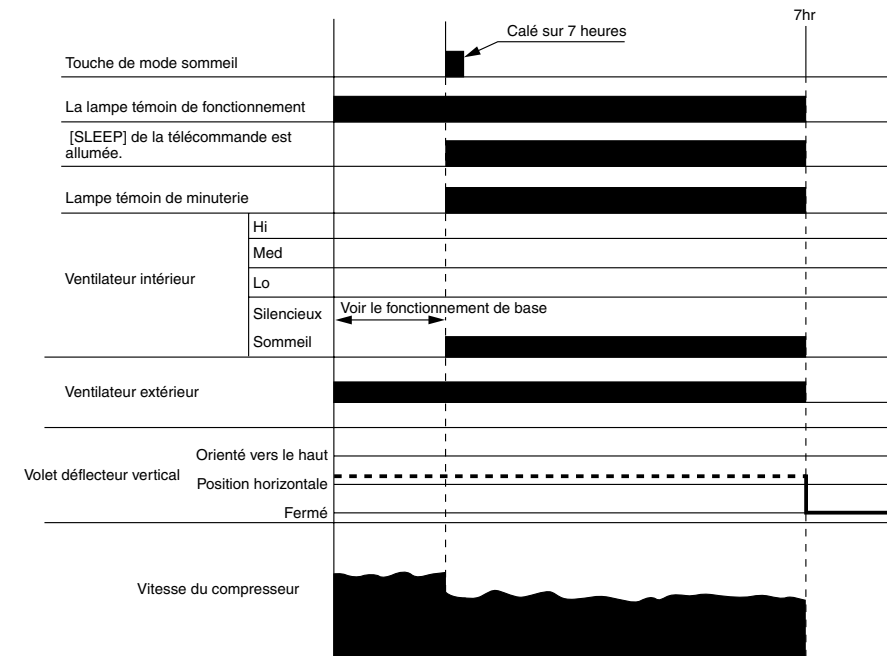 7hr
Calé sur 7 heures
Touche de mode sommeil
La lampe témoin de fonctionnement
[SLEEP] de la télécommande est
allumée.
Lampe témoin de minuterie
Hi
Med
Ventilateur intérieur
Lo
Silencieux
Voir le fonctionnement de base
Sommeil
Ventilateur extérieur
Orienté vers le haut
Volet déflecteur vertical
Position horizontale
Fermé
Vitesse du compresseur